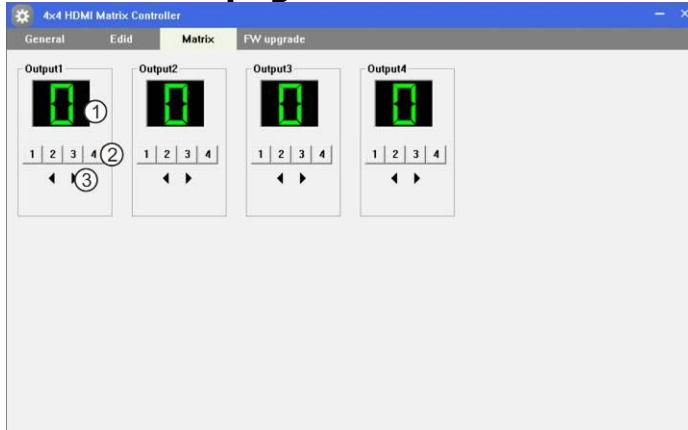 4x4 HDMI Matrix Controller
General Edid Matrix FW upgrade
Output1 Output2 Output3 Output4
0 1 0 0 0
1 2 3 4 2 1 2 3 4 1 2 3 4 1 2 3 4
3